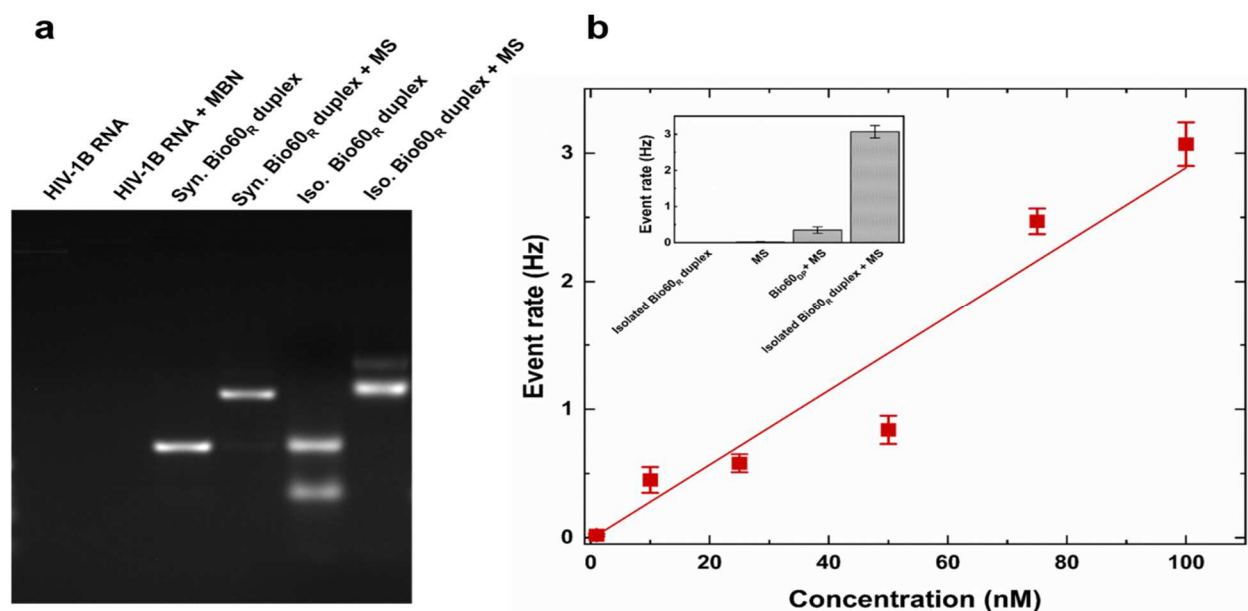 a
HIV-1B RNA
HIV-1B RNA + MBN
Syn. Bio60R duplex
Syn. Bio60R duplex + MS
Iso. Bio60R duplex
Iso. Bio60R duplex + MS
b
Event rate (Hz)
3
2
1
0
0 20 40 60 80 100
Concentration (nM)
Event rate (Hz)
3
2
1
0
Isolated Bio60R duplex
MS
Bio60DP+ MS
Isolated Bio60R duplex + MS